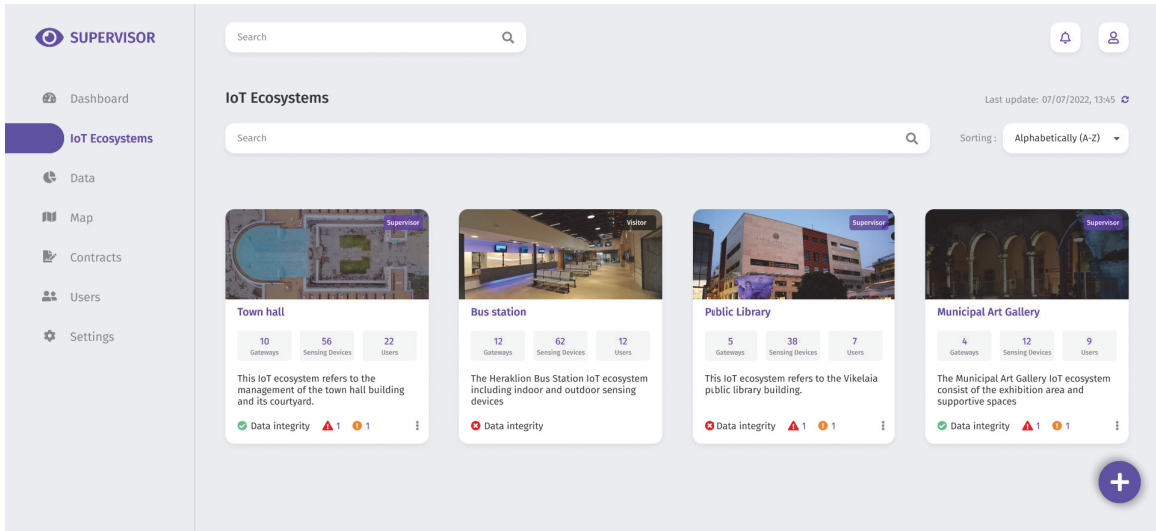 SUPERVISOR
Search
Dashboard
IoT Ecosystems
Data
Map
Contracts
Users
Settings
IoT Ecosystems
Last update: 07/07/2022, 13:45
Search
Sorting :
Alphabetically (A-Z)
Supervisor
Town hall
10 56 22
Gateways Sensing Devices Users
This IoT ecosystem refers to the
management of the town hall building
and its courtyard.
Data integrity 1 1
Visitor
Bus station
12 62 12
Gateways Sensing Devices Users
The Heraklion Bus Station IoT ecosystem
including indoor and outdoor sensing
devices
Data integrity
Supervisor
Public Library
5 38 7
Gateways Sensing Devices Users
This IoT ecosystem refers to the Vikelaia
public library building.
Data integrity 1 1
Supervisor
Municipal Art Gallery
4 12 9
Gateways Sensing Devices Users
The Municipal Art Gallery IoT ecosystem
consist of the exhibition area and
supportive spaces
Data integrity 1 1